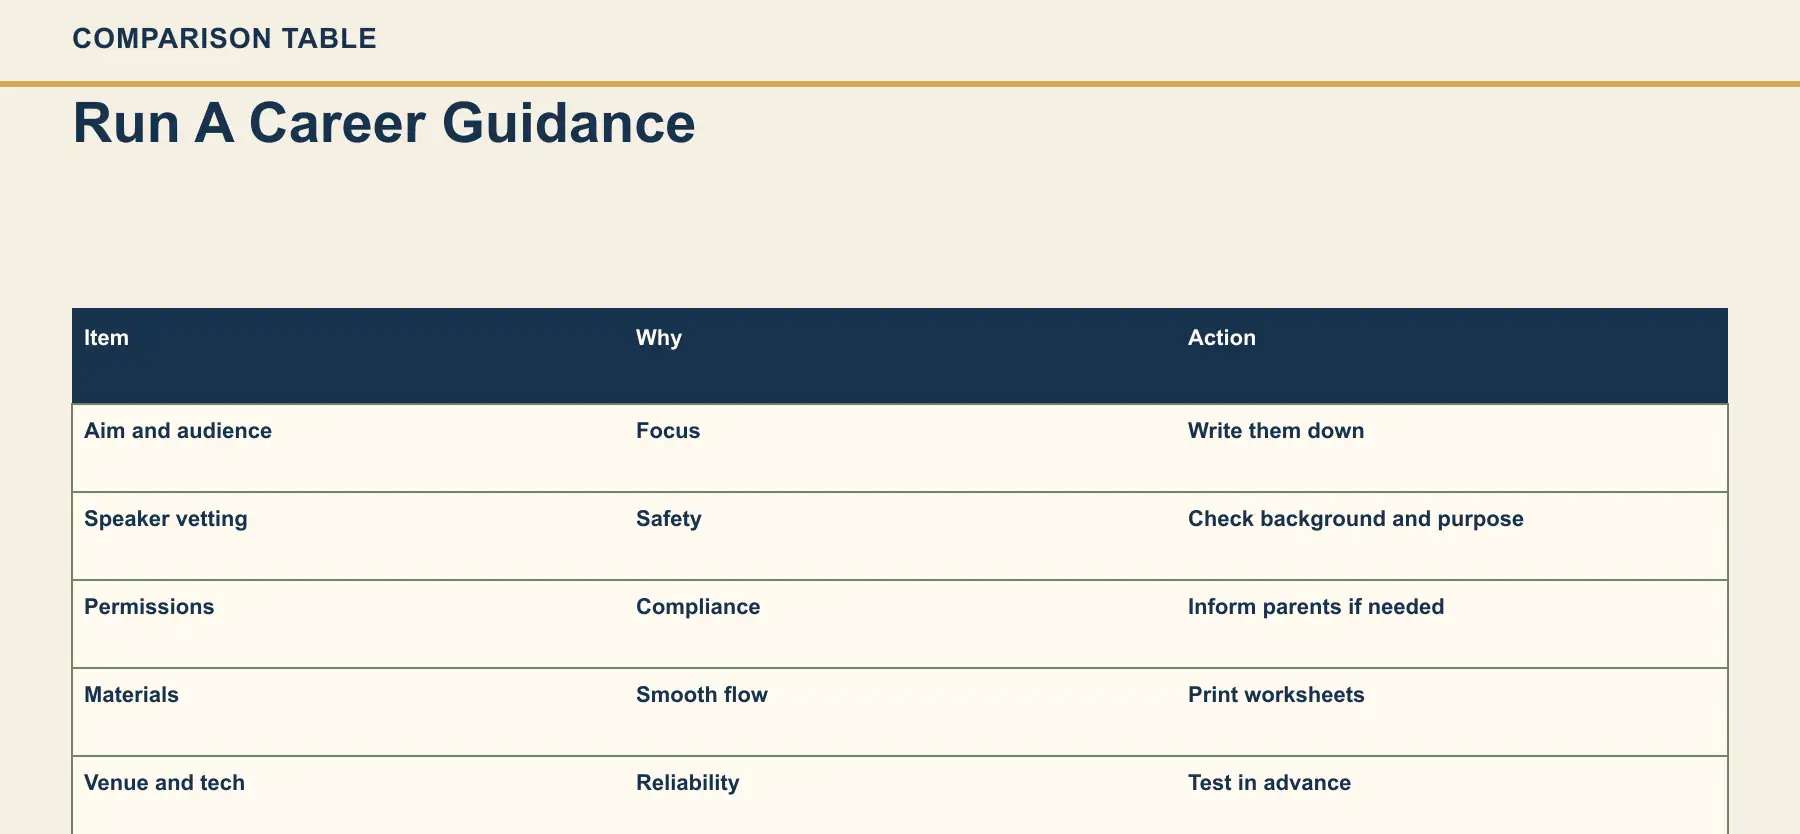 COMPARISON TABLE
Run A Career Guidance
Item Why Action
Aim and audience Focus Write them down
Speaker vetting Safety Check background and purpose
Permissions Compliance Inform parents if needed
Materials Smooth flow Print worksheets
Venue and tech Reliability Test in advance